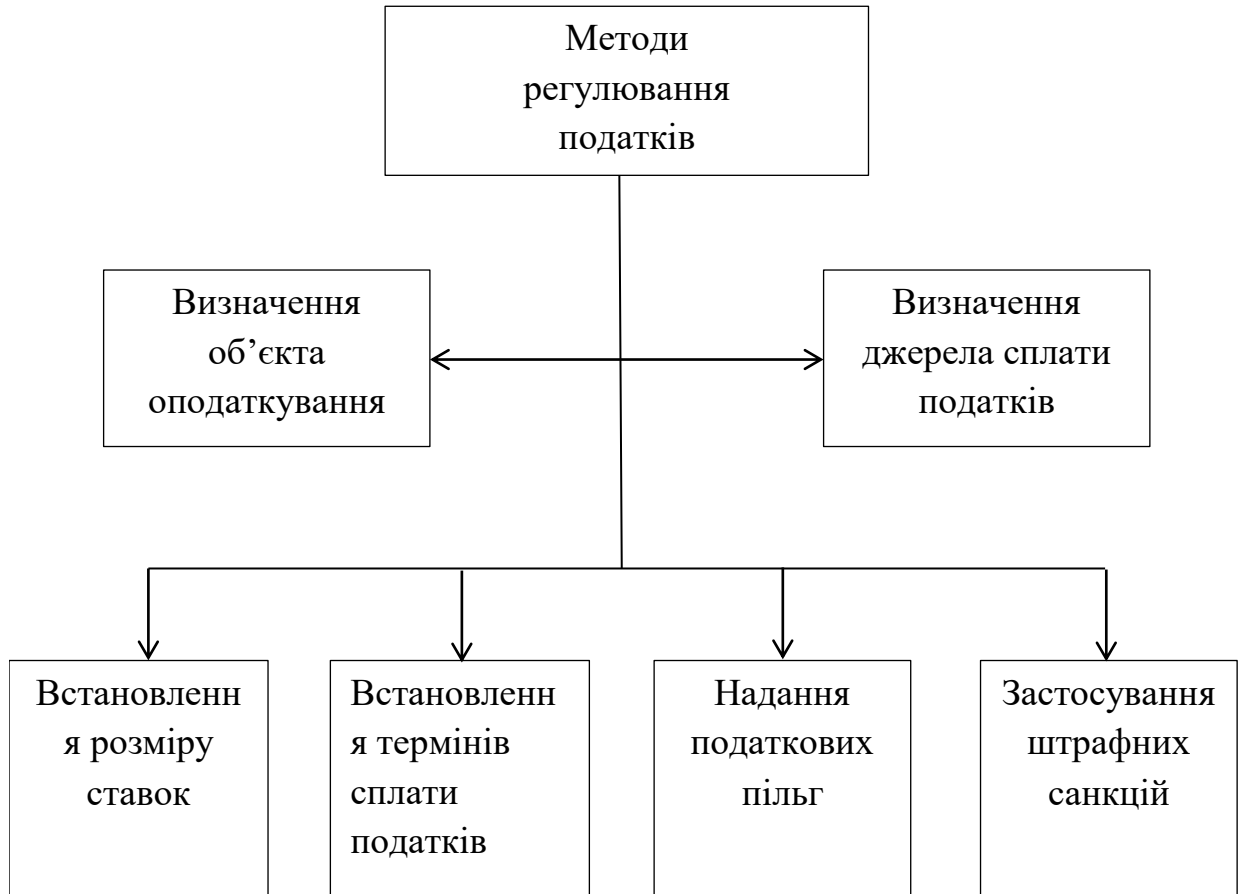 Методи
регулювання
податків
Визначення
об’єкта
оподаткування
Визначення
джерела сплати
податків
Встановленн
я розміру
ставок
Встановленн
я термінів
сплати
податків
Надання
податкових
пільг
Застосування
штрафних
санкцій